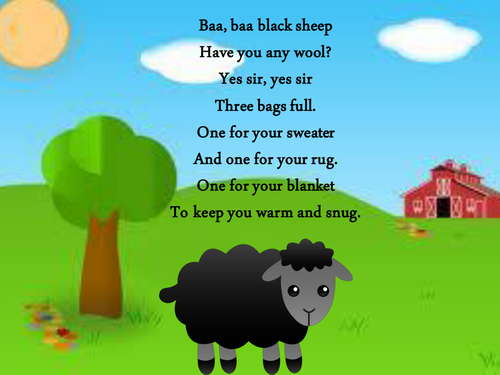 Baa, baa black sheep
Have you any wool?
Yes sir, yes sir
Three bags full.
One for your sweater
And one for your rug.
One for your blanket
To keep you warm and snug.